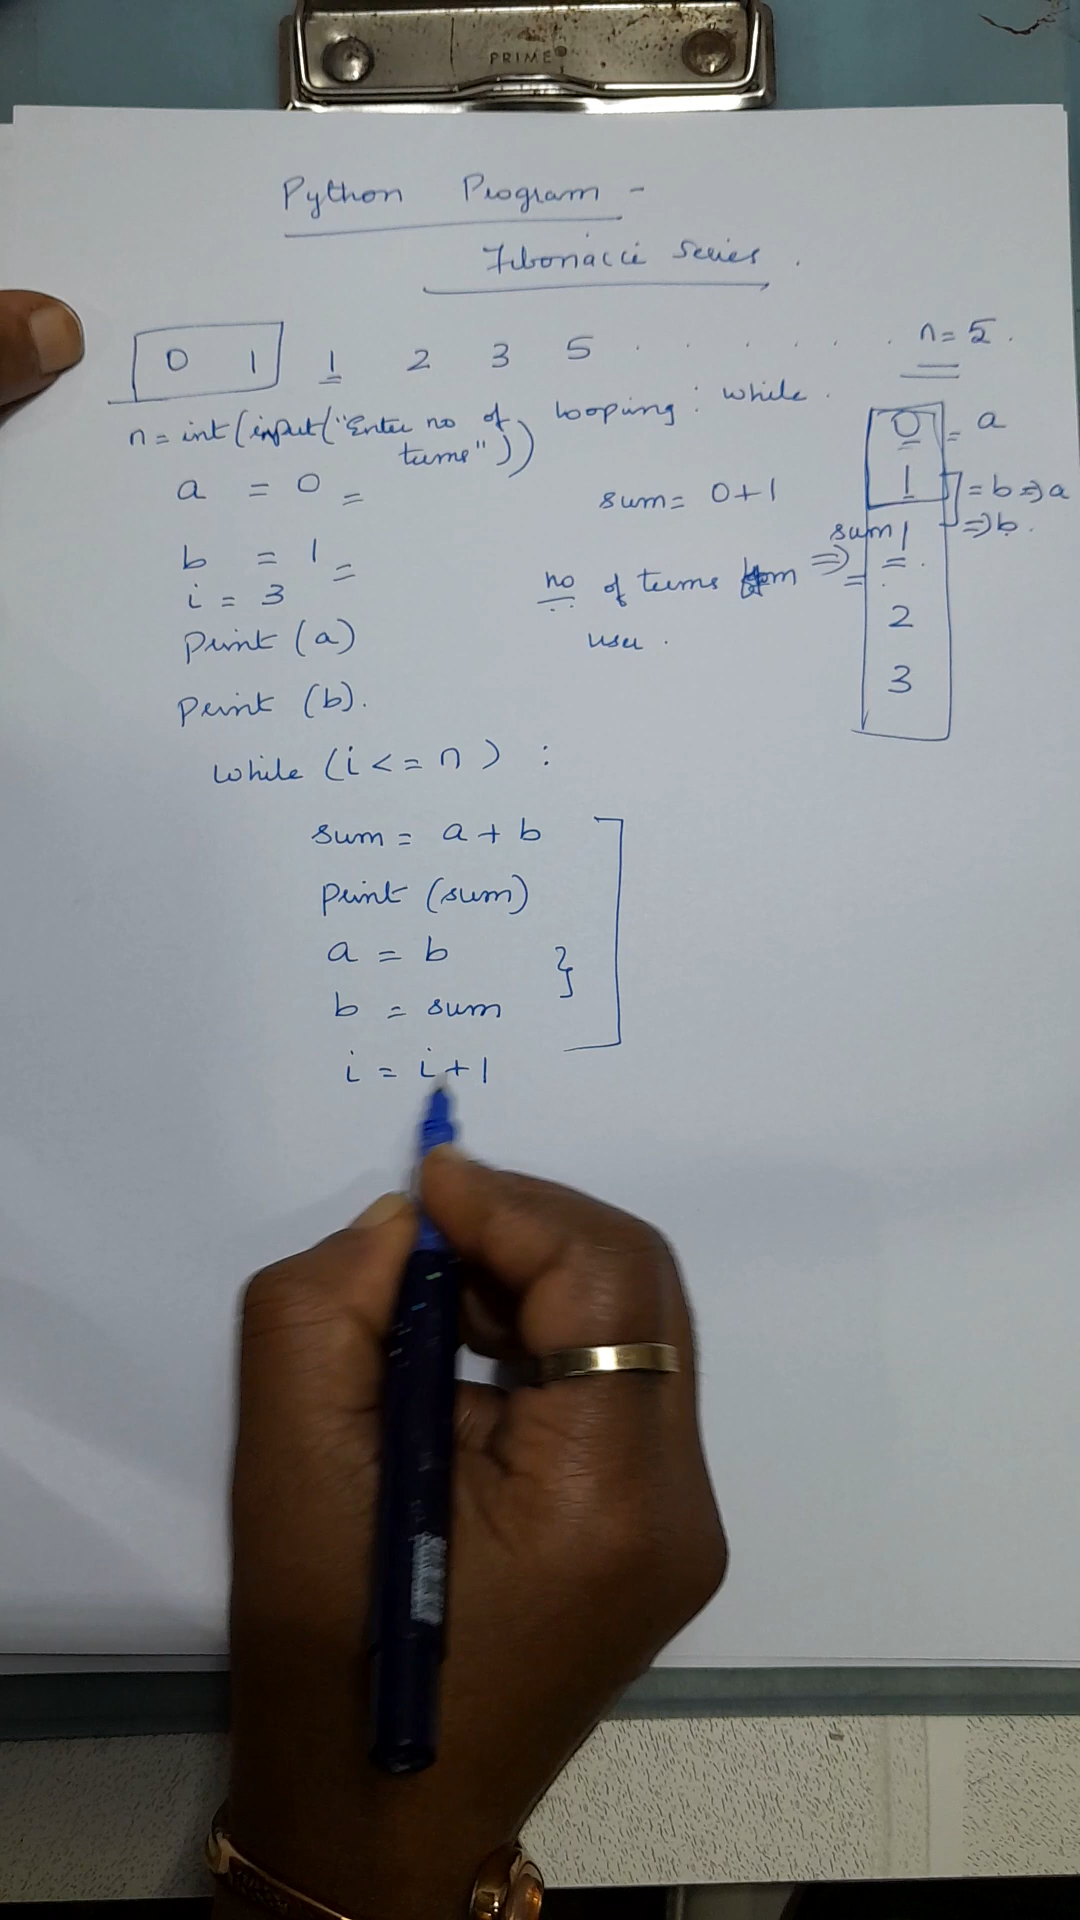 PRIME
Python Program -
Fibonacci Series .
0 1 1 2 3 5 . . . . . . n = 5 .
n = int(input("Enter no of terms"))
looping : while .
a = 0 =
b = 1 =
i = 3
print (a)
print (b).
while (i <= n) :
sum = a + b
print (sum)
a = b
b = sum
i = i + 1
sum = 0 + 1
no of terms from
user .
0 = a
1 = b => a
sum 1 => b .
2
3